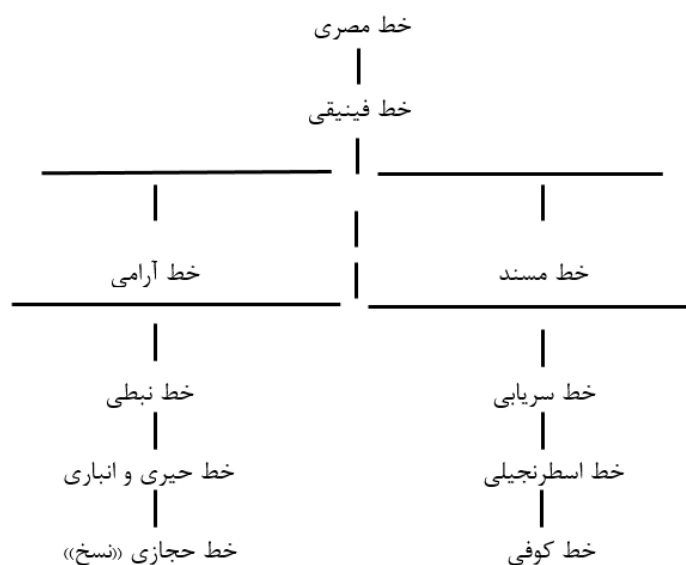 خط مصری
خط فینیقی
خط مسند
خط آرامی
خط سریابی
خط نبطی
خط اسطرنجیلی
خط حیری و انباری
خط کوفی
خط حجازی ((نسخ))